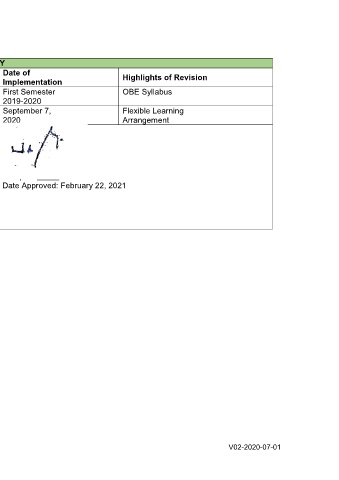 Y
Date of Highlights of Revision
Implementation
First Semester OBE Syllabus
2019-2020
September 7, Flexible Learning
2020 Arrangement
Date Approved: February 22, 2021
V02-2020-07-01